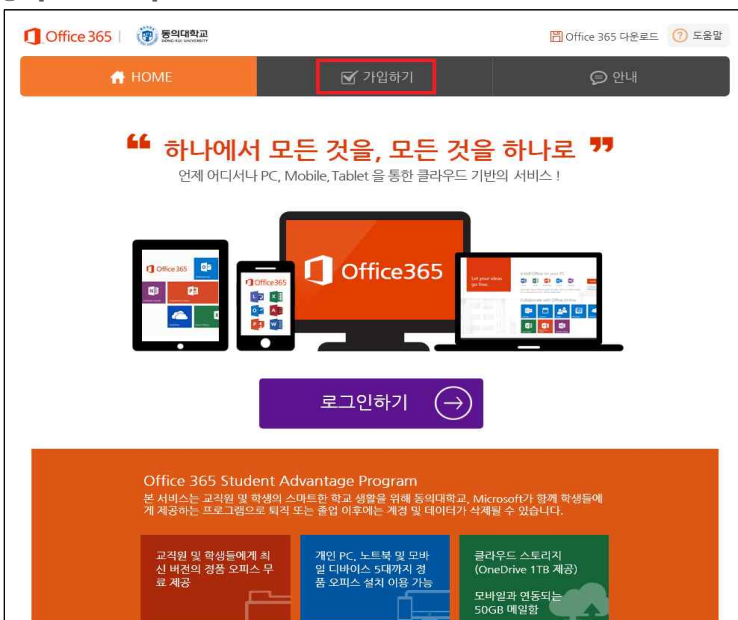 Office 365
동의대학교
DONG-EUI UNIVERSITY
Office 365 다운로드
? 도움말
HOME
가입하기
안내
“ 하나에서 모든 것을, 모든 것을 하나로 ”
언제 어디서나 PC, Mobile, Tablet 을 통한 클라우드 기반의 서비스 !
Office 365
Office365
Office365
Let your ideas
go free.
로그인하기
Office 365 Student Advantage Program
본 서비스는 교직원 및 학생의 스마트한 학교 생활을 위해 동의대학교, Microsoft가 함께 학생들에
게 제공하는 프로그램으로 퇴직 또는 졸업 이후에는 계정 및 데이터가 삭제될 수 있습니다.
교직원 및 학생들에게 최
신 버전의 정품 오피스 무
료 제공
개인 PC, 노트북 및 모바
일 디바이스 5대까지 정
품 오피스 설치 이용 가능
클라우드 스토리지
(OneDrive 1TB 제공)
모바일과 연동되는
50GB 메일함